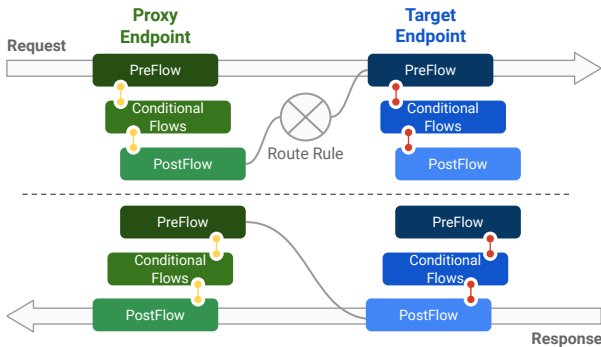 Proxy
Endpoint
Target
Endpoint
Request
PreFlow
PreFlow
Conditional
Flows
Conditional
Flows
Route Rule
PostFlow
PostFlow
PreFlow
PreFlow
Conditional
Flows
Conditional
Flows
PostFlow
PostFlow
Response